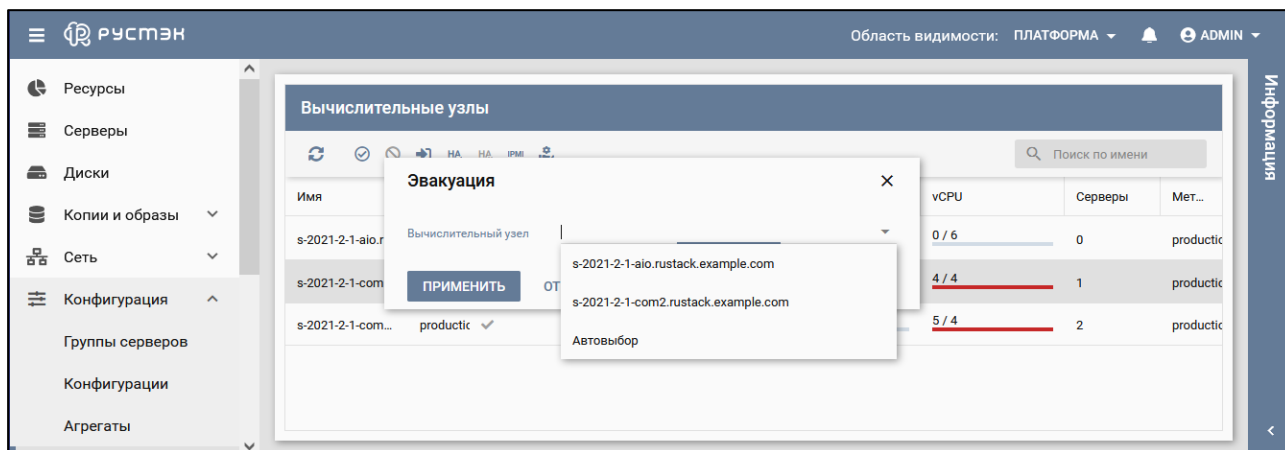 РУСТЭК
Область видимости: ПЛАТФОРМА
ADMIN
Ресурсы
Серверы
Диски
Копии и образы
Сеть
Конфигурация
Группы серверов
Конфигурации
Агрегаты
Вычислительные узлы
HA HA IPMI
Поиск по имени
Имя
vCPU
Серверы
Мет...
s-2021-2-1-aio.r
0 / 6
0
productic
s-2021-2-1-com
4 / 4
1
productic
s-2021-2-1-com...
productic
5 / 4
2
productic
Эвакуация
Вычислительный узел
ПРИМЕНИТЬ
ОТ
s-2021-2-1-aio.rustack.example.com
s-2021-2-1-com2.rustack.example.com
Автовыбор
Информация